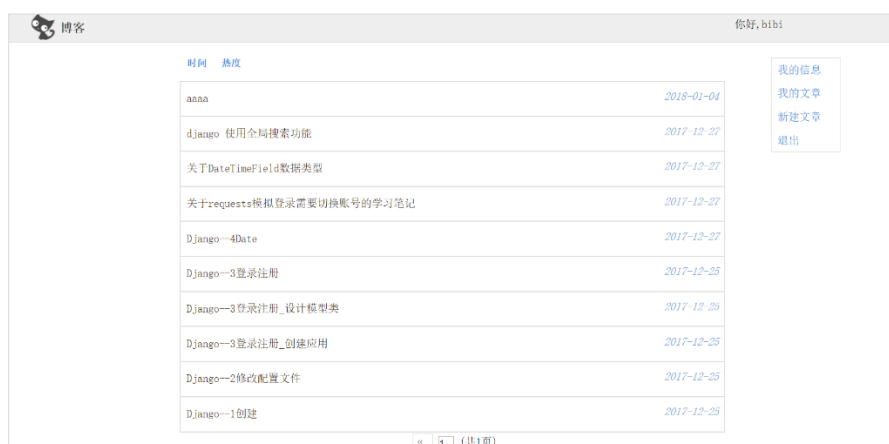 博客
你好,bibi
时间 热度
我的信息
我的文章
新建文章
退出
aaaa 2018-01-04
django 使用全局搜索功能 2017-12-27
关于DateTimeField数据类型 2017-12-27
关于requests模拟登录需要切换账号的学习笔记 2017-12-27
Django--4Date 2017-12-27
Django--3登录注册 2017-12-25
Django--3登录注册_设计模型类 2017-12-25
Django--3登录注册_创建应用 2017-12-25
Django--2修改配置文件 2017-12-25
Django--1创建 2017-12-25
« 1 (共1页)